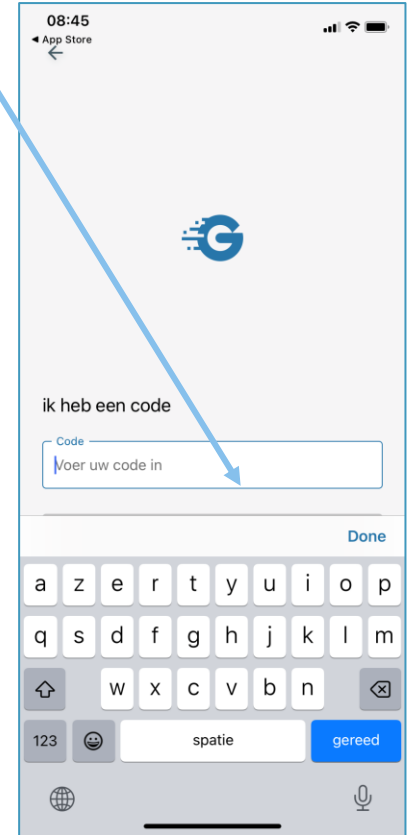 08:45
◀ App Store
ik heb een code
Code
Voer uw code in
Done
a z e r t y u i o p
q s d f g h j k l m
w x c v b n
123 spatie gereed